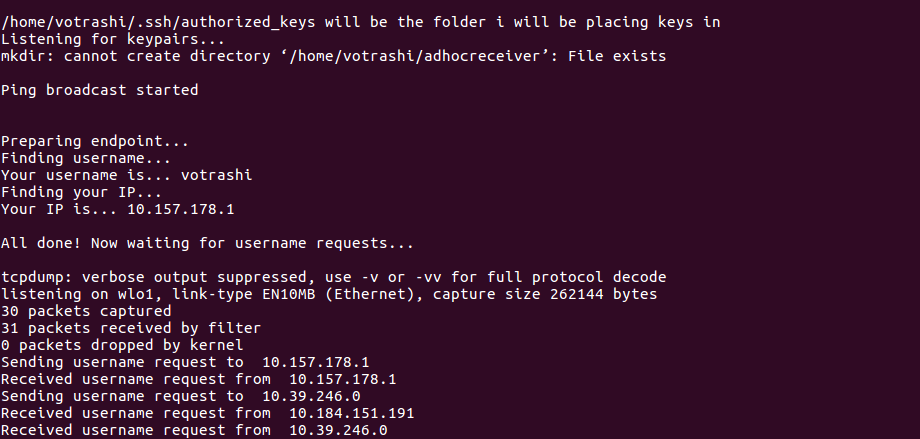 /home/votrashi/.ssh/authorized_keys will be the folder i will be placing keys in
Listening for keypairs...
mkdir: cannot create directory ‘/home/votrashi/adhocreceiver’: File exists
Ping broadcast started
Preparing endpoint...
Finding username...
Your username is... votrashi
Finding your IP...
Your IP is... 10.157.178.1
All done! Now waiting for username requests...
tcpdump: verbose output suppressed, use -v or -vv for full protocol decode
listening on wlo1, link-type EN10MB (Ethernet), capture size 262144 bytes
30 packets captured
31 packets received by filter
0 packets dropped by kernel
Sending username request to  10.157.178.1
Received username request from  10.157.178.1
Sending username request to  10.39.246.0
Received username request from  10.184.151.191
Received username request from  10.39.246.0